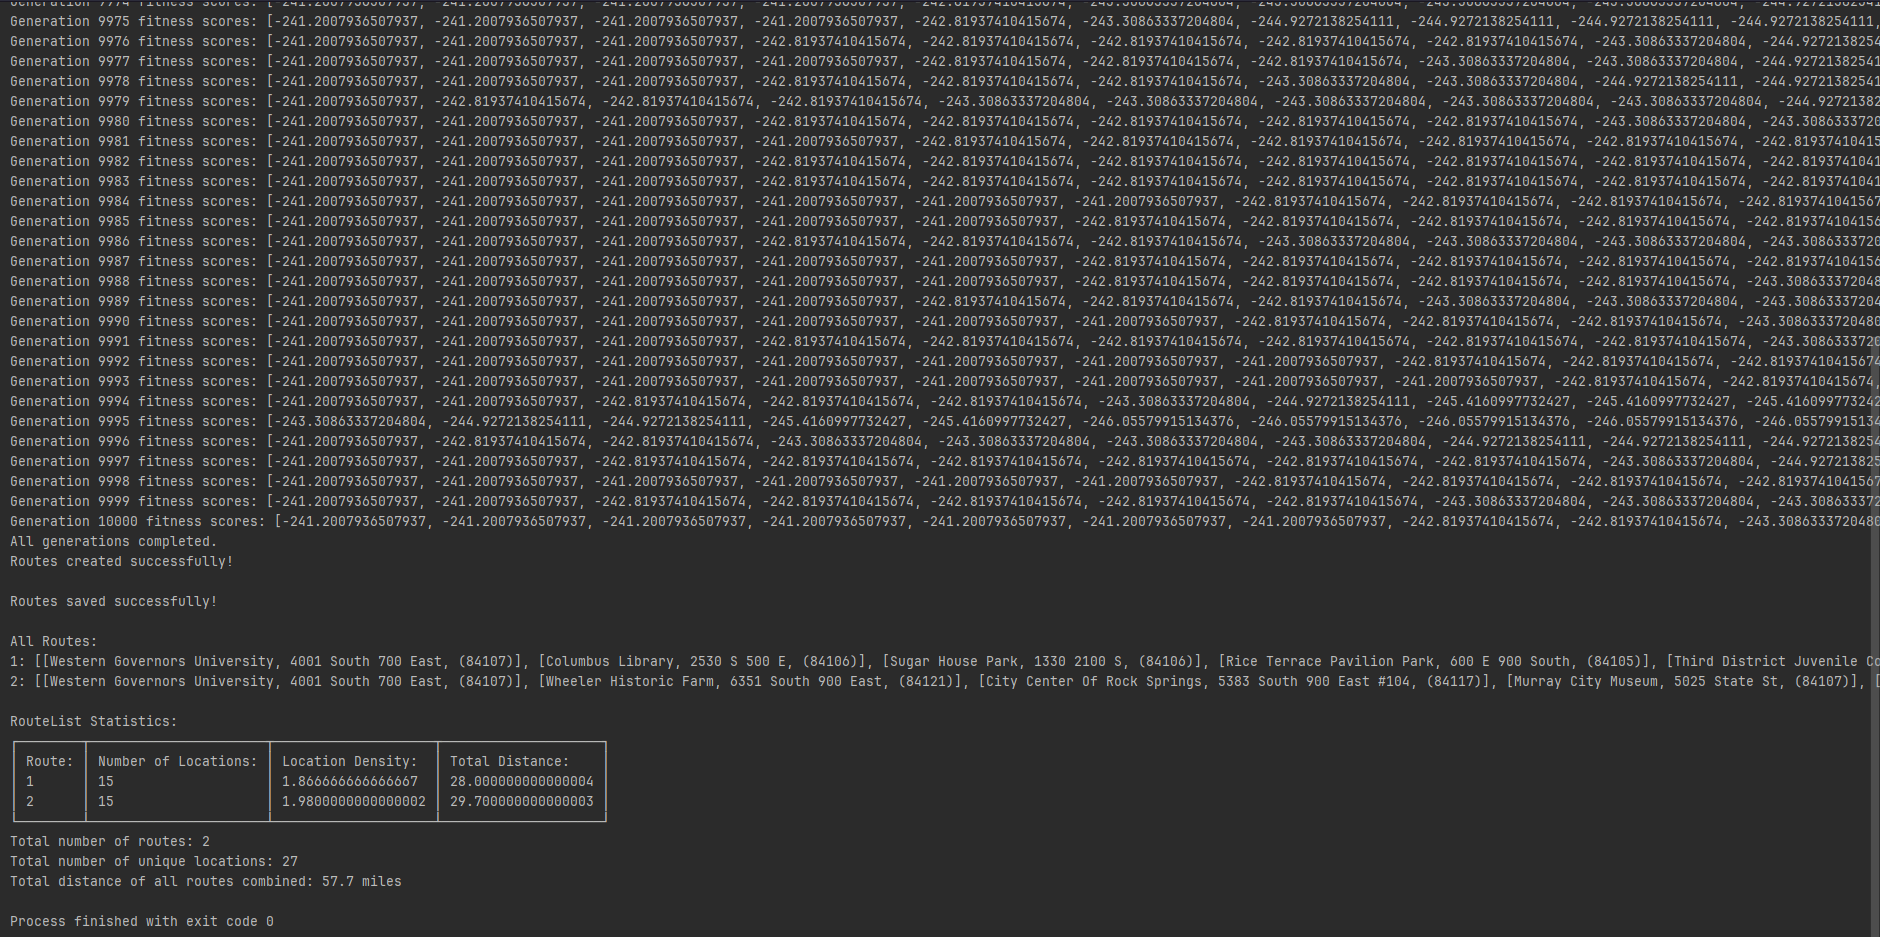 Generation 9974 fitness scores: [-241.2007936507937,
Generation 9975 fitness scores: [-241.2007936507937, -241.2007936507937, -241.2007936507937, -242.81937410415674, -242.81937410415674, -242.81937410415674, -243.30863337204804, -244.9272138254111, -244.9272138254111, -244.9272138254111,
Generation 9976 fitness scores: [-241.2007936507937, -241.2007936507937, -241.2007936507937, -242.81937410415674, -242.81937410415674, -242.81937410415674, -242.81937410415674, -242.81937410415674, -243.30863337204804, -244.9272138254
Generation 9977 fitness scores: [-241.2007936507937, -241.2007936507937, -241.2007936507937, -241.2007936507937, -242.81937410415674, -242.81937410415674, -243.30863337204804, -243.30863337204804, -244.9272138254111, -244.92721382541
Generation 9978 fitness scores: [-241.2007936507937, -241.2007936507937, -241.2007936507937, -242.81937410415674, -242.81937410415674, -242.81937410415674, -243.30863337204804, -243.30863337204804, -244.9272138254111, -244.92721382541
Generation 9979 fitness scores: [-241.2007936507937, -242.81937410415674, -242.81937410415674, -242.81937410415674, -243.30863337204804, -243.30863337204804, -243.30863337204804, -243.30863337204804, -243.30863337204804, -244.92721382
Generation 9980 fitness scores: [-241.2007936507937, -241.2007936507937, -241.2007936507937, -241.2007936507937, -242.81937410415674, -242.81937410415674, -242.81937410415674, -242.81937410415674, -243.30863337204804, -243.3086333720
Generation 9981 fitness scores: [-241.2007936507937, -241.2007936507937, -241.2007936507937, -241.2007936507937, -241.2007936507937, -242.81937410415674, -242.81937410415674, -242.81937410415674, -242.81937410415674, -242.81937410415
Generation 9982 fitness scores: [-241.2007936507937, -241.2007936507937, -241.2007936507937, -242.81937410415674, -242.81937410415674, -242.81937410415674, -242.81937410415674, -242.81937410415674, -242.81937410415674, -242.8193741041
Generation 9983 fitness scores: [-241.2007936507937, -241.2007936507937, -241.2007936507937, -242.81937410415674, -242.81937410415674, -242.81937410415674, -242.81937410415674, -242.81937410415674, -242.81937410415674, -242.8193741041
Generation 9984 fitness scores: [-241.2007936507937, -241.2007936507937, -241.2007936507937, -241.2007936507937, -241.2007936507937, -241.2007936507937, -242.81937410415674, -242.81937410415674, -242.81937410415674, -242.8193741041567
Generation 9985 fitness scores: [-241.2007936507937, -241.2007936507937, -241.2007936507937, -241.2007936507937, -241.2007936507937, -242.81937410415674, -242.81937410415674, -242.81937410415674, -242.81937410415674, -242.8193741056
Generation 9986 fitness scores: [-241.2007936507937, -241.2007936507937, -241.2007936507937, -242.81937410415674, -242.81937410415674, -242.81937410415674, -243.30863337204804, -243.30863337204804, -243.30863337204804, -243.3086333720
Generation 9987 fitness scores: [-241.2007936507937, -241.2007936507937, -241.2007936507937, -241.2007936507937, -241.2007936507937, -242.81937410415674, -242.81937410415674, -242.81937410415674, -242.81937410415674, -242.8193741056
Generation 9988 fitness scores: [-241.2007936507937, -241.2007936507937, -241.2007936507937, -241.2007936507937, -242.81937410415674, -242.81937410415674, -242.81937410415674, -242.81937410415674, -242.81937410415674, -243.308633372048
Generation 9989 fitness scores: [-241.2007936507937, -241.2007936507937, -241.2007936507937, -241.2007936507937, -242.81937410415674, -242.81937410415674, -242.81937410415674, -243.30863337204804, -243.30863337204804, -243.30863337204
Generation 9990 fitness scores: [-241.2007936507937, -241.2007936507937, -241.2007936507937, -241.2007936507937, -241.2007936507937, -241.2007936507937, -242.81937410415674, -242.81937410415674, -242.81937410415674, -243.3086333720480
Generation 9991 fitness scores: [-241.2007936507937, -241.2007936507937, -241.2007936507937, -242.81937410415674, -242.81937410415674, -242.81937410415674, -242.81937410415674, -242.81937410415674, -242.81937410415674, -243.3086333720
Generation 9992 fitness scores: [-241.2007936507937, -241.2007936507937, -241.2007936507937, -241.2007936507937, -241.2007936507937, -241.2007936507937, -241.2007936507937, -242.81937410415674, -242.81937410415674, -242.81937410415674
Generation 9993 fitness scores: [-241.2007936507937, -241.2007936507937, -241.2007936507937, -241.2007936507937, -241.2007936507937, -241.2007936507937, -241.2007936507937, -241.2007936507937, -242.81937410415674, -242.81937410415674,
Generation 9994 fitness scores: [-241.2007936507937, -241.2007936507937, -242.81937410415674, -242.81937410415674, -242.81937410415674, -243.30863337204804, -244.9272138254111, -245.4160997732427, -245.4160997732427, -245.4160997732427
Generation 9995 fitness scores: [-243.30863337204804, -244.9272138254111, -244.9272138254111, -245.4160997732427, -245.4160997732427, -246.05579915134376, -246.05579915134376, -246.05579915134376, -246.05579915134376, -246.05579915134
Generation 9996 fitness scores: [-241.2007936507937, -242.81937410415674, -242.81937410415674, -243.30863337204804, -243.30863337204804, -243.30863337204804, -243.30863337204804, -244.9272138254111, -244.9272138254111, -244.9272138254
Generation 9997 fitness scores: [-241.2007936507937, -241.2007936507937, -241.2007936507937, -242.81937410415674, -242.81937410415674, -242.81937410415674, -242.81937410415674, -242.81937410415674, -243.30863337204804, -244.927213825
Generation 9998 fitness scores: [-241.2007936507937, -241.2007936507937, -241.2007936507937, -241.2007936507937, -242.81937410415674, -242.81937410415674, -242.81937410415674, -242.81937410415674, -242.81937410415674, -242.8193741041567
Generation 9999 fitness scores: [-241.2007936507937, -241.2007936507937, -242.81937410415674, -242.81937410415674, -242.81937410415674, -242.81937410415674, -242.81937410415674, -243.30863337204804, -243.30863337204804, -243.308633372
Generation 10000 fitness scores: [-241.2007936507937, -241.2007936507937, -241.2007936507937, -241.2007936507937, -241.2007936507937, -241.2007936507937, -241.2007936507937, -242.81937410415674, -242.81937410415674, -243.3086333720480
All generations completed.
Routes created successfully!
Routes saved successfully!
All Routes:
1: [[Western Governors University, 4001 South 700 East, (84107)], [Columbus Library, 2530 S 500 E, (84106)], [Sugar House Park, 1330 2100 S, (84106)], [Rice Terrace Pavilion Park, 600 E 900 South, (84105)], [Third District Juvenile Co
2: [[Western Governors University, 4001 South 700 East, (84107)], [Wheeler Historic Farm, 6351 South 900 East, (84121)], [City Center Of Rock Springs, 5383 South 900 East #104, (84117)], [Murray City Museum, 5025 State St, (84107)], [
RouteList Statistics:
Route: Number of Locations: Location Density: Total Distance:
1 15 1.866666666666667 28.000000000000004
2 15 1.9800000000000002 29.700000000000003
Total number of routes: 2
Total number of unique locations: 27
Total distance of all routes combined: 57.7 miles
Process finished with exit code 0